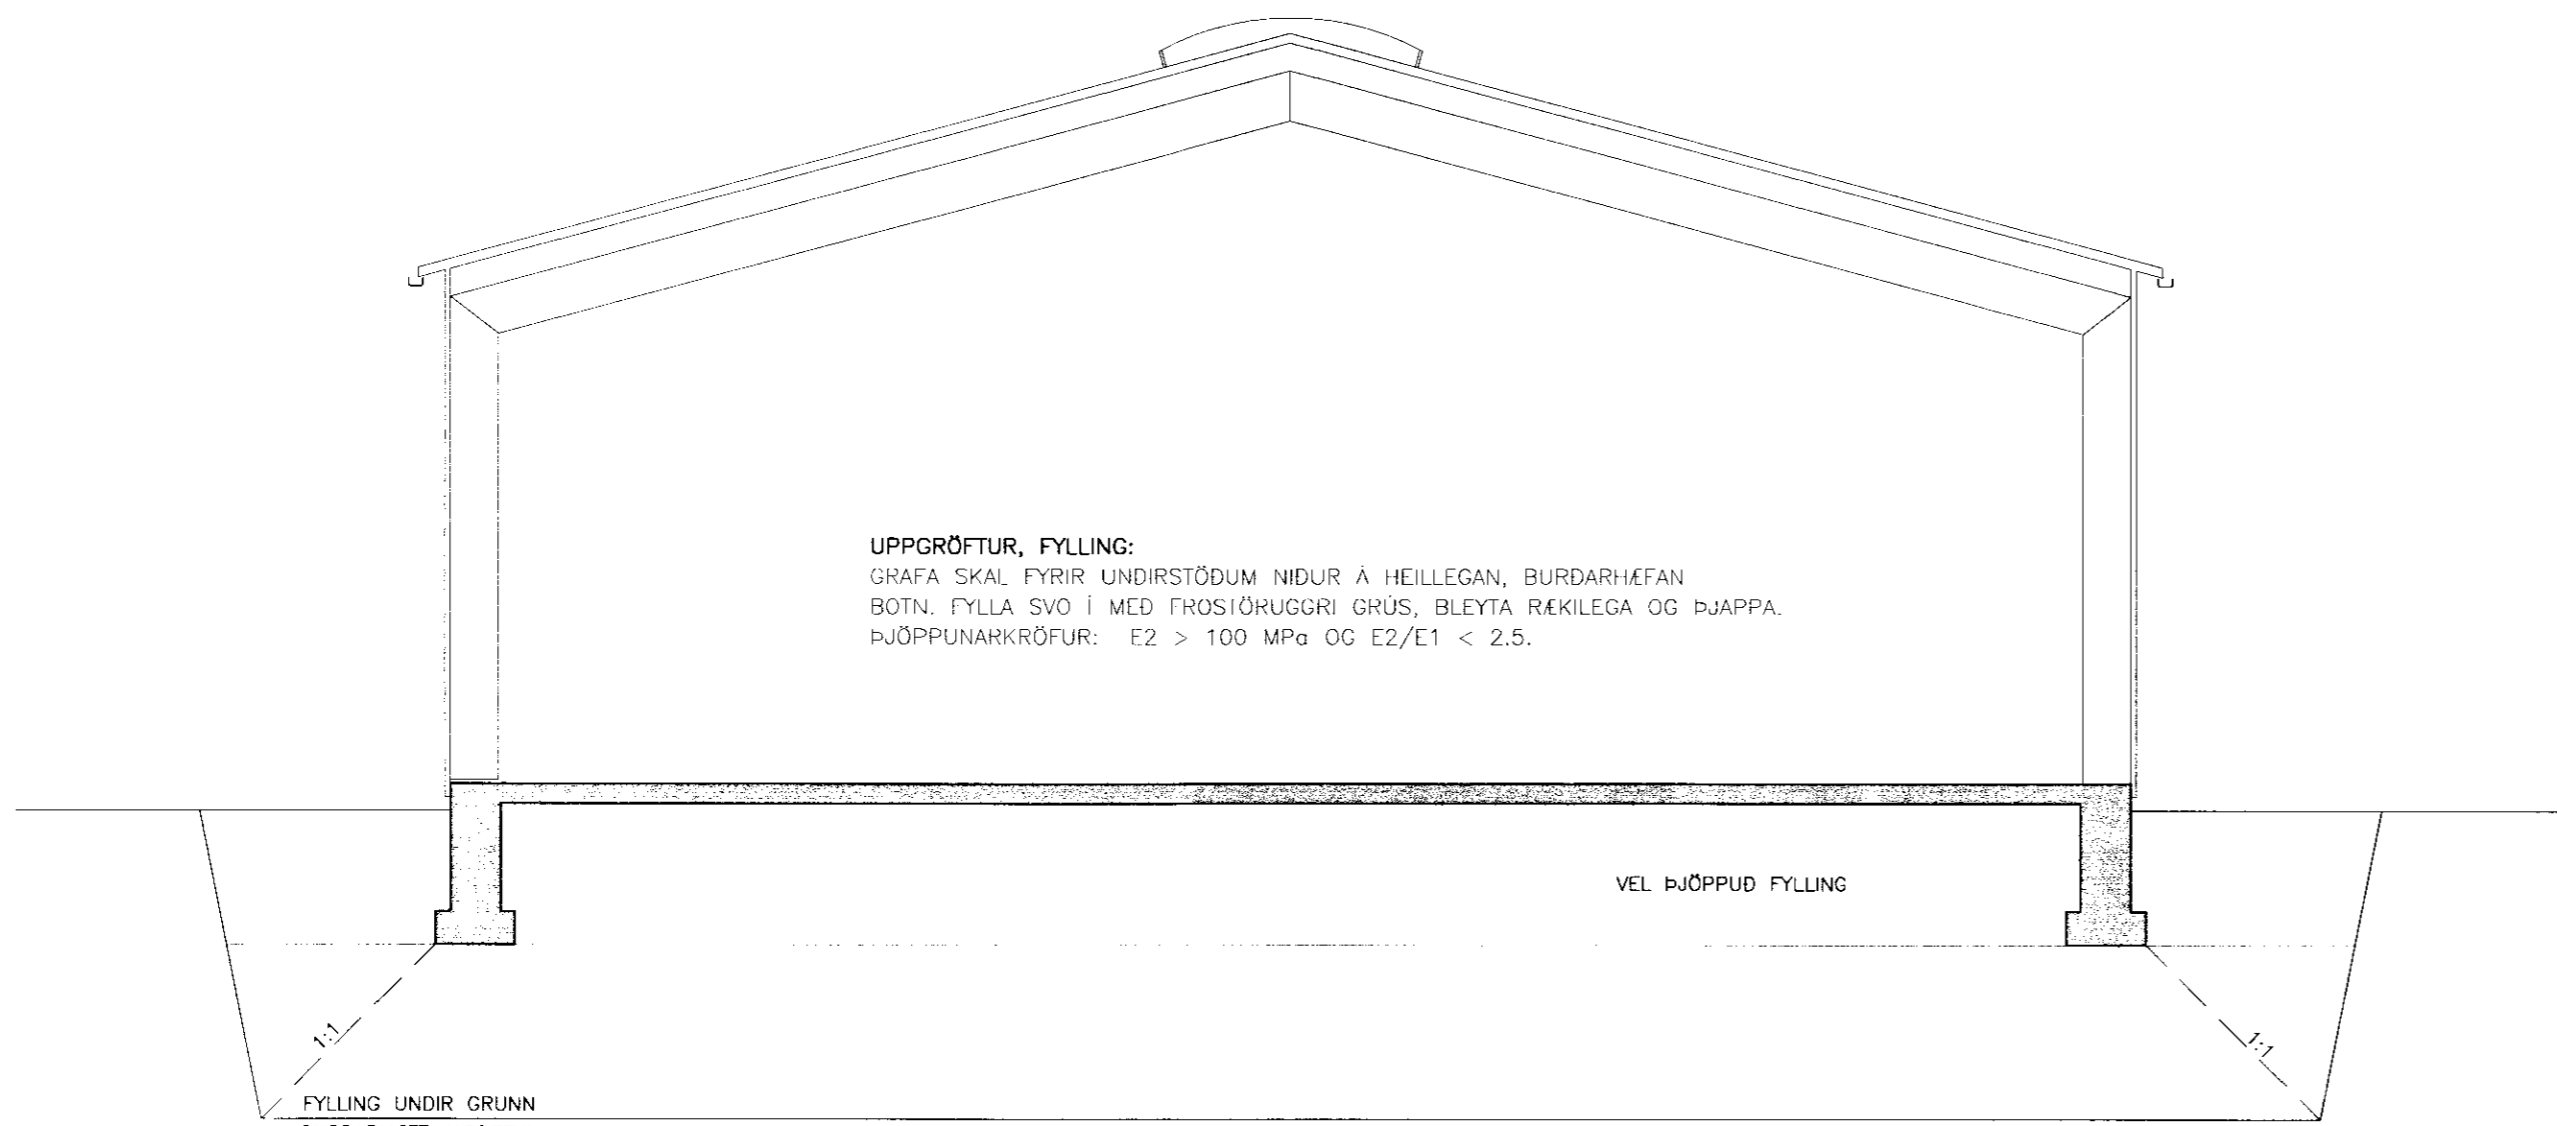 UPPGRÖFTUR, FYLLING:
GRAFA SKAL FYRIR UNDIRSTÖÐUM NIÐUR Á HEILLEGAN, BURÐARHÆFAN
BOTN. FYLLA SVO Í MEÐ FROSTÖRUGGRI GRÚS, BLEYTA RÆKILEGA OG ÞJAPPA.
ÞJÖPPUNARKRÖFUR: E2 > 100 MPa OG E2/E1 < 2.5.
VEL ÞJÖPPUÐ FYLLING
1:1
1:1
FYLLING UNDIR GRUNN